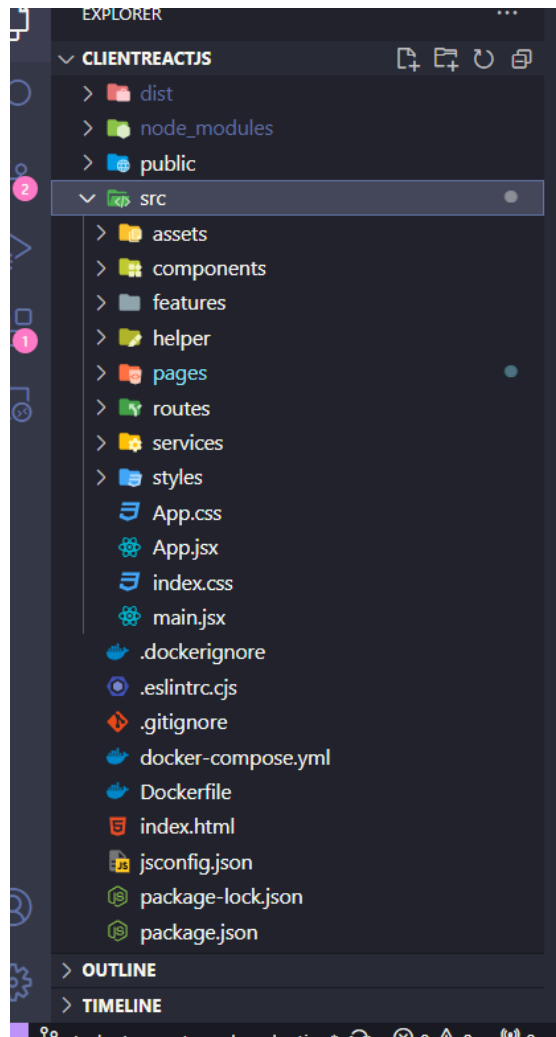 EXPLORER
CLIENTREACTJS
dist
node_modules
public
2
src
assets
components
features
1
helper
pages
routes
services
styles
App.css
App.jsx
index.css
main.jsx
.dockerignore
.eslintrc.cjs
.gitignore
docker-compose.yml
Dockerfile
index.html
JS jsconfig.json
package-lock.json
package.json
OUTLINE
TIMELINE